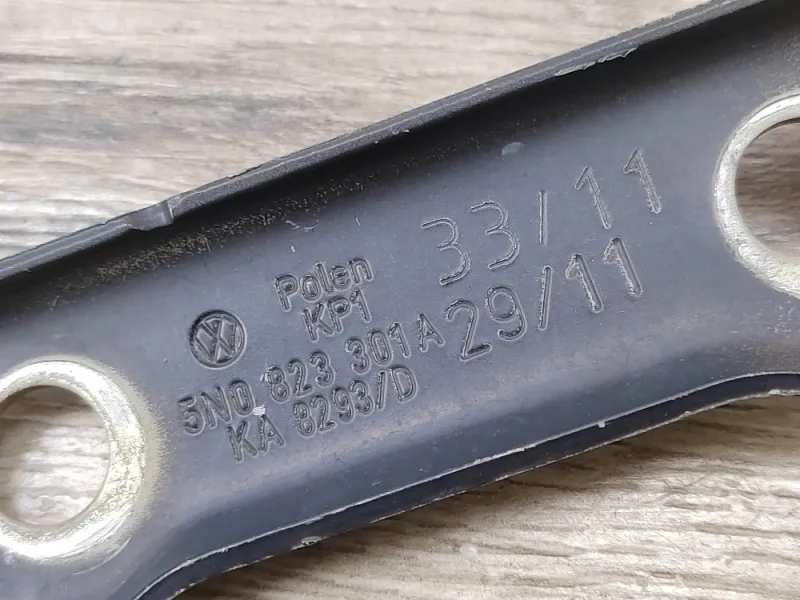 Polen 33/11
KP1
5N0 823 301 A 29/11
KA 8293/D